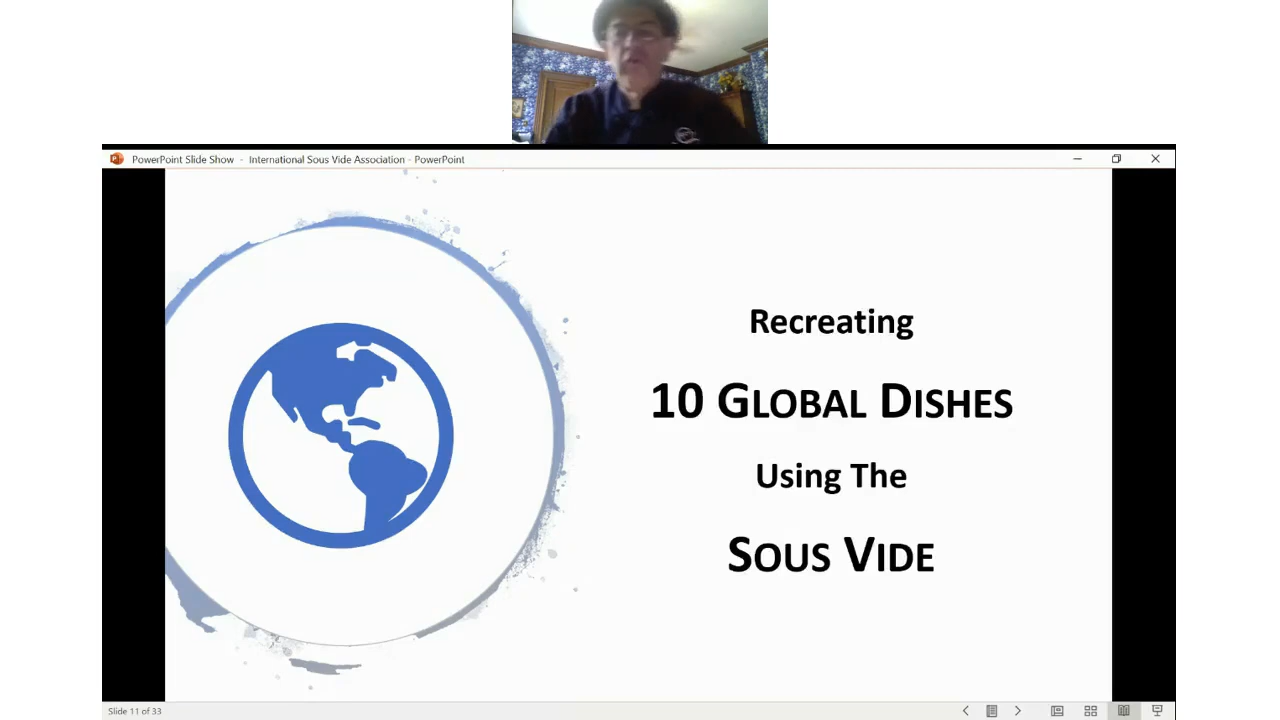 PowerPoint Slide Show - International Sous Vide Association - PowerPoint
Recreating
10 GLOBAL DISHES
Using The
SOUS VIDE
Slide 11 of 33